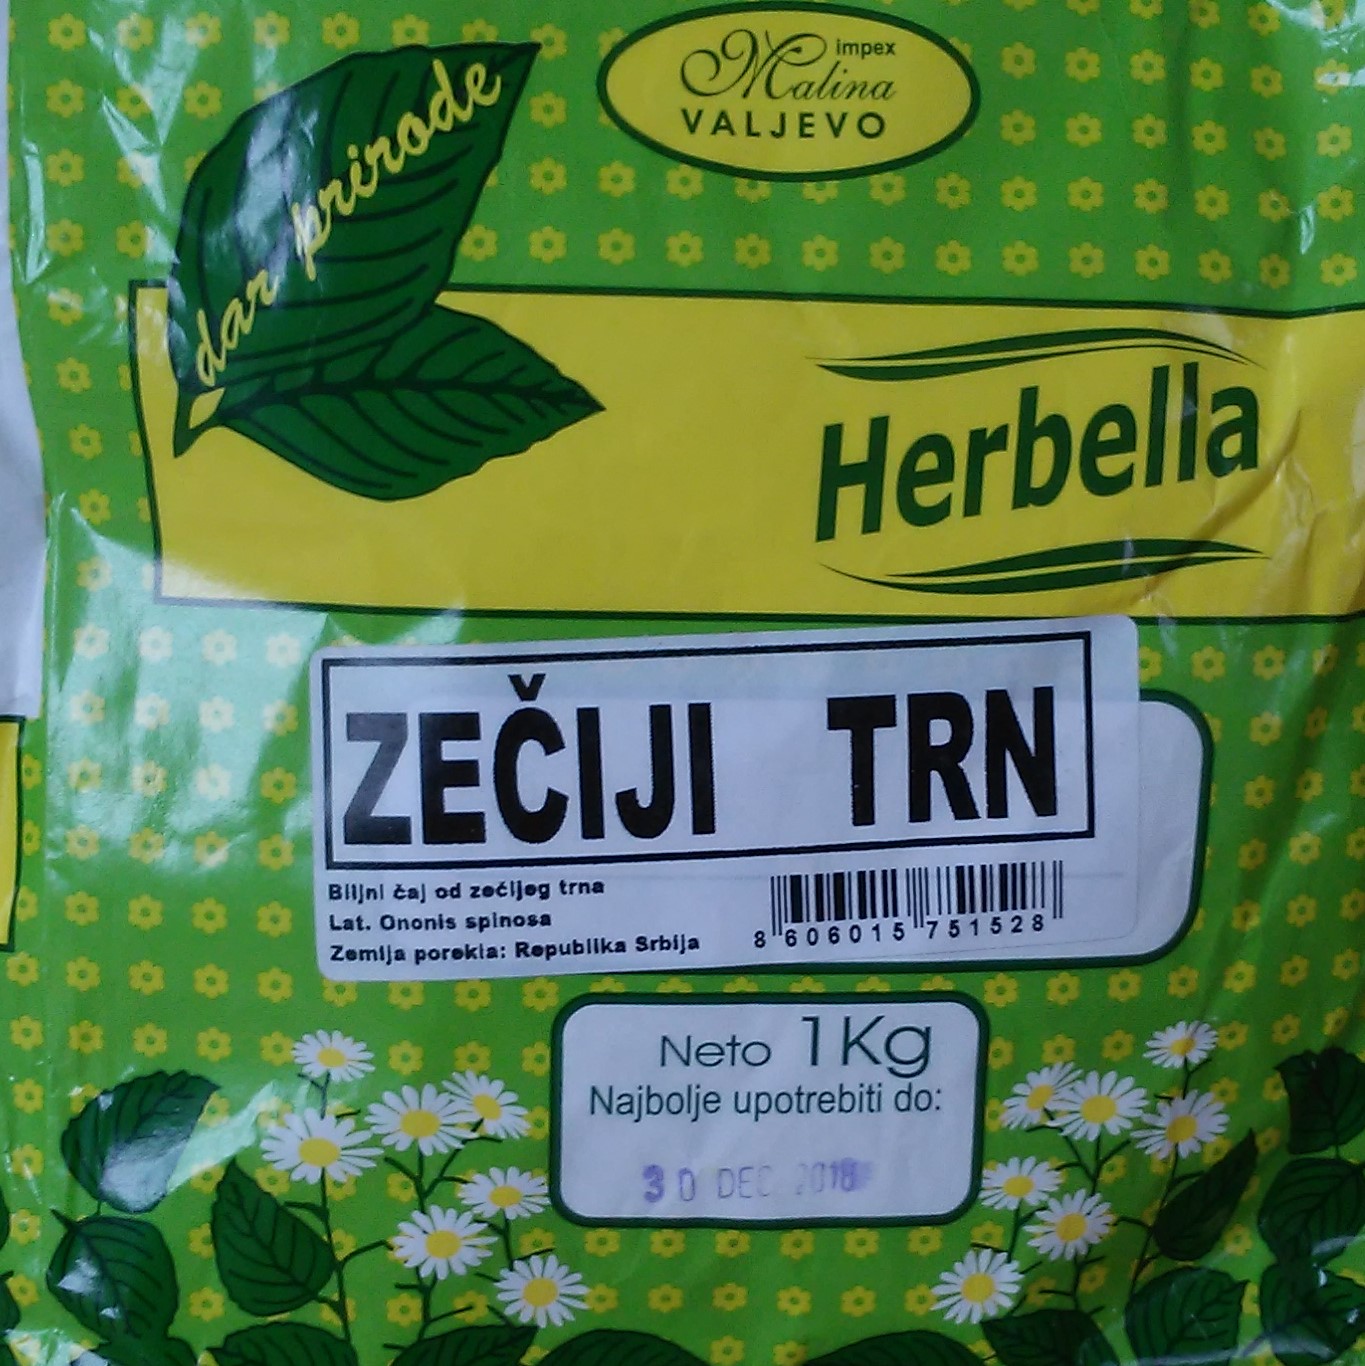 impex
Malina
VALJEVO
dar prirode
Herbella
ZEČIJI TRN
Biljni čaj od zečijeg trna
Lat. Ononis spinosa
Zemlja porekla: Republika Srbija
8 606015 751528
Neto 1Kg
Najbolje upotrebiti do:
30 DEC 2018